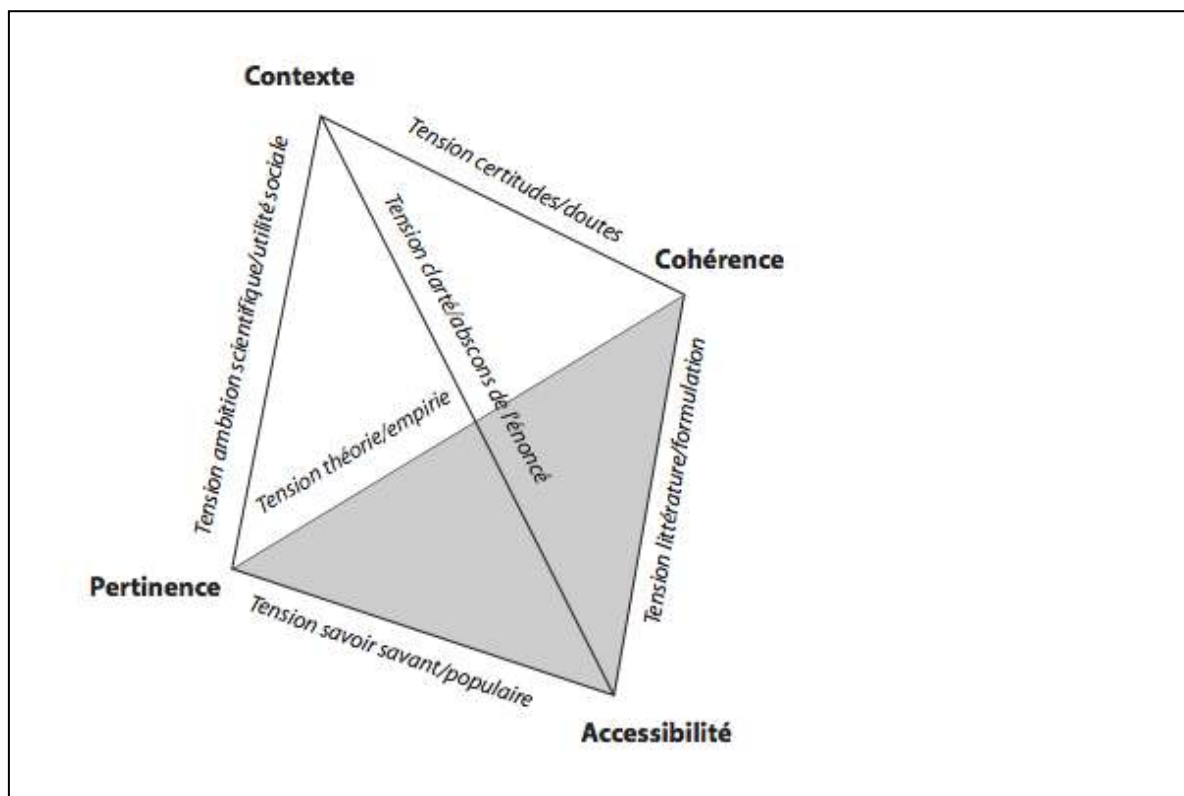 Contexte
Tension certitudes/doutes
Tension ambition scientifique/utilité sociale
Tension clarté/abscons de l'énoncé
Cohérence
Tension théorie/empirie
Tension littérature/formulation
Pertinence
Tension savoir savant/populaire
Accessibilité